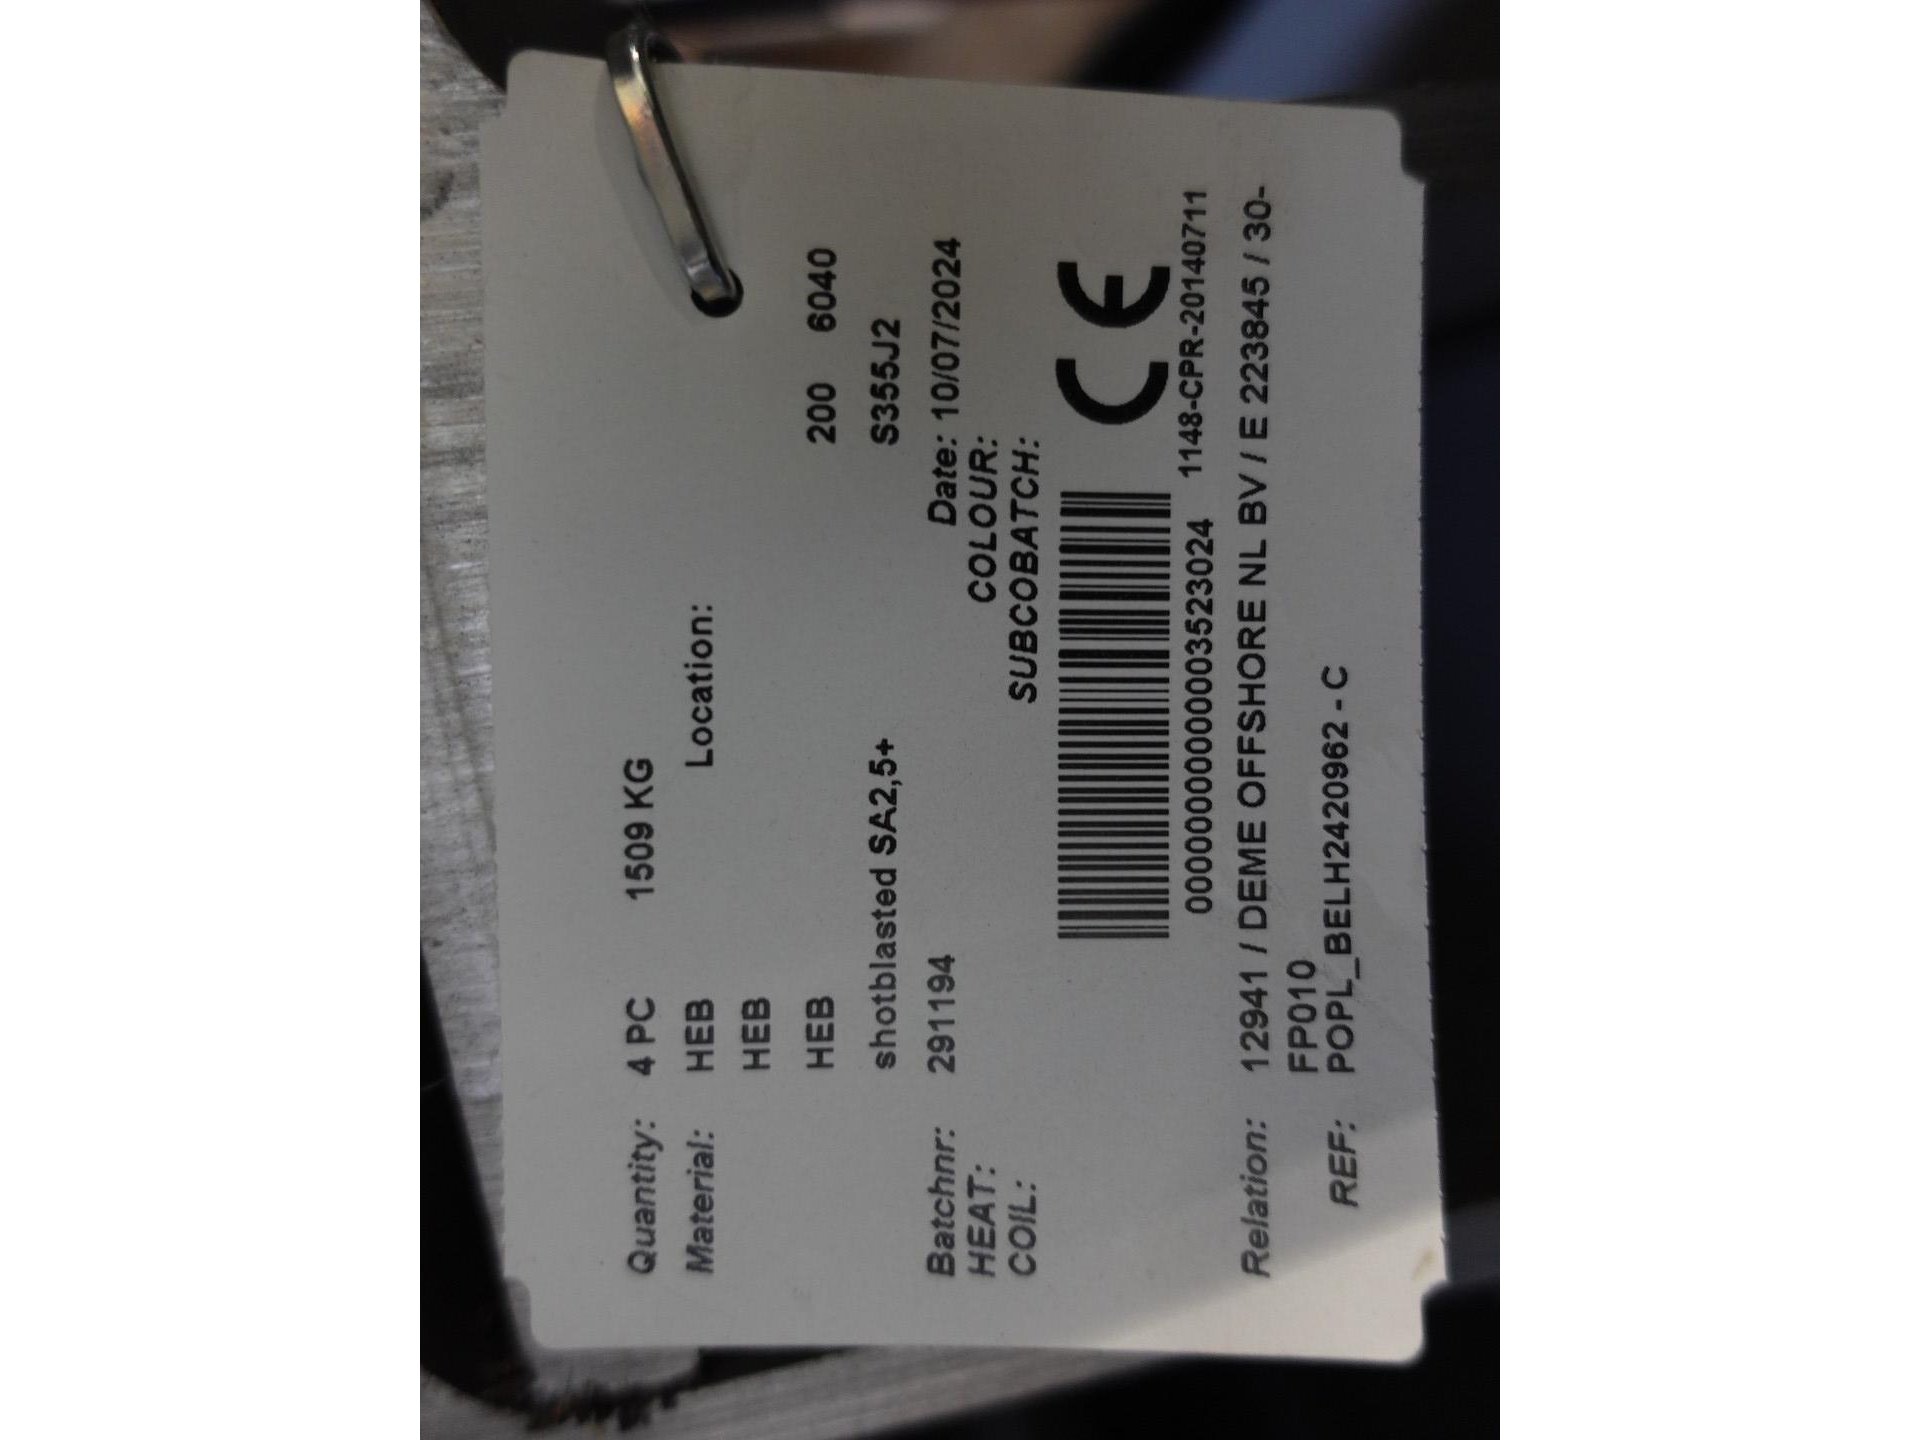 Quantity: 4 PC 1509 KG
Material: HEB Location:
HEB
HEB 200 6040
shotblasted SA2,5+ S355J2
Batchnr: 291194 Date: 10/07/2024
HEAT: COLOUR:
COIL: SUBCOBATCH:
CE
00000000000003523024 1148-CPR-20140711
Relation: 12941 / DEME OFFSHORE NL BV / E 223845 / 30-
FP010
REF: POPL_BELH2420962 - C